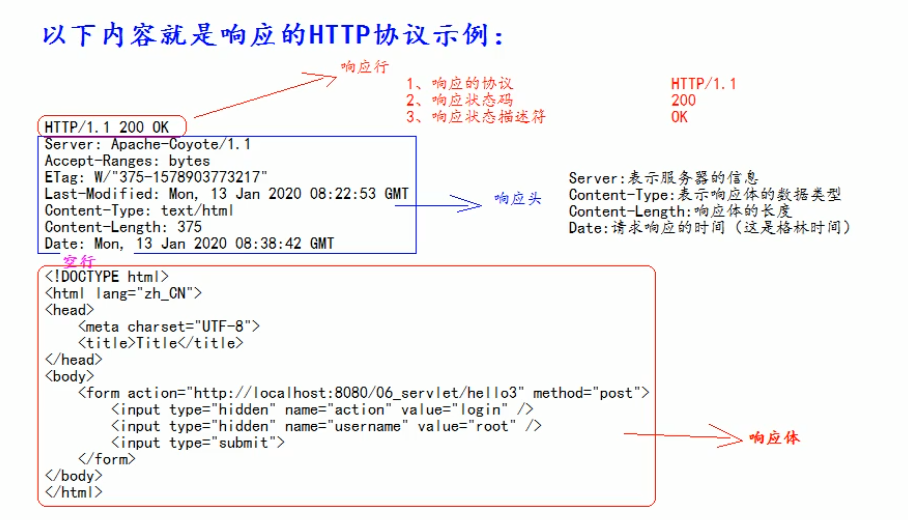 以下内容就是响应的HTTP协议示例：
响应行
1、响应的协议 HTTP/1.1
2、响应状态码 200
3、响应状态描述符 OK
HTTP/1.1 200 OK
Server: Apache-Coyote/1.1
Accept-Ranges: bytes
ETag: W/"375-1578903773217"
Last-Modified: Mon, 13 Jan 2020 08:22:53 GMT
Content-Type: text/html
Content-Length: 375
Date: Mon, 13 Jan 2020 08:38:42 GMT
响应头
Server:表示服务器的信息
Content-Type:表示响应体的数据类型
Content-Length:响应体的长度
Date:请求响应的时间（这是格林时间）
空行
<!DOCTYPE html>
<html lang="zh_CN">
<head>
    <meta charset="UTF-8">
    <title>Title</title>
</head>
<body>
    <form action="http://localhost:8080/06_servlet/hello3" method="post">
        <input type="hidden" name="action" value="login" />
        <input type="hidden" name="username" value="root" />
        <input type="submit">
    </form>
</body>
</html>
响应体